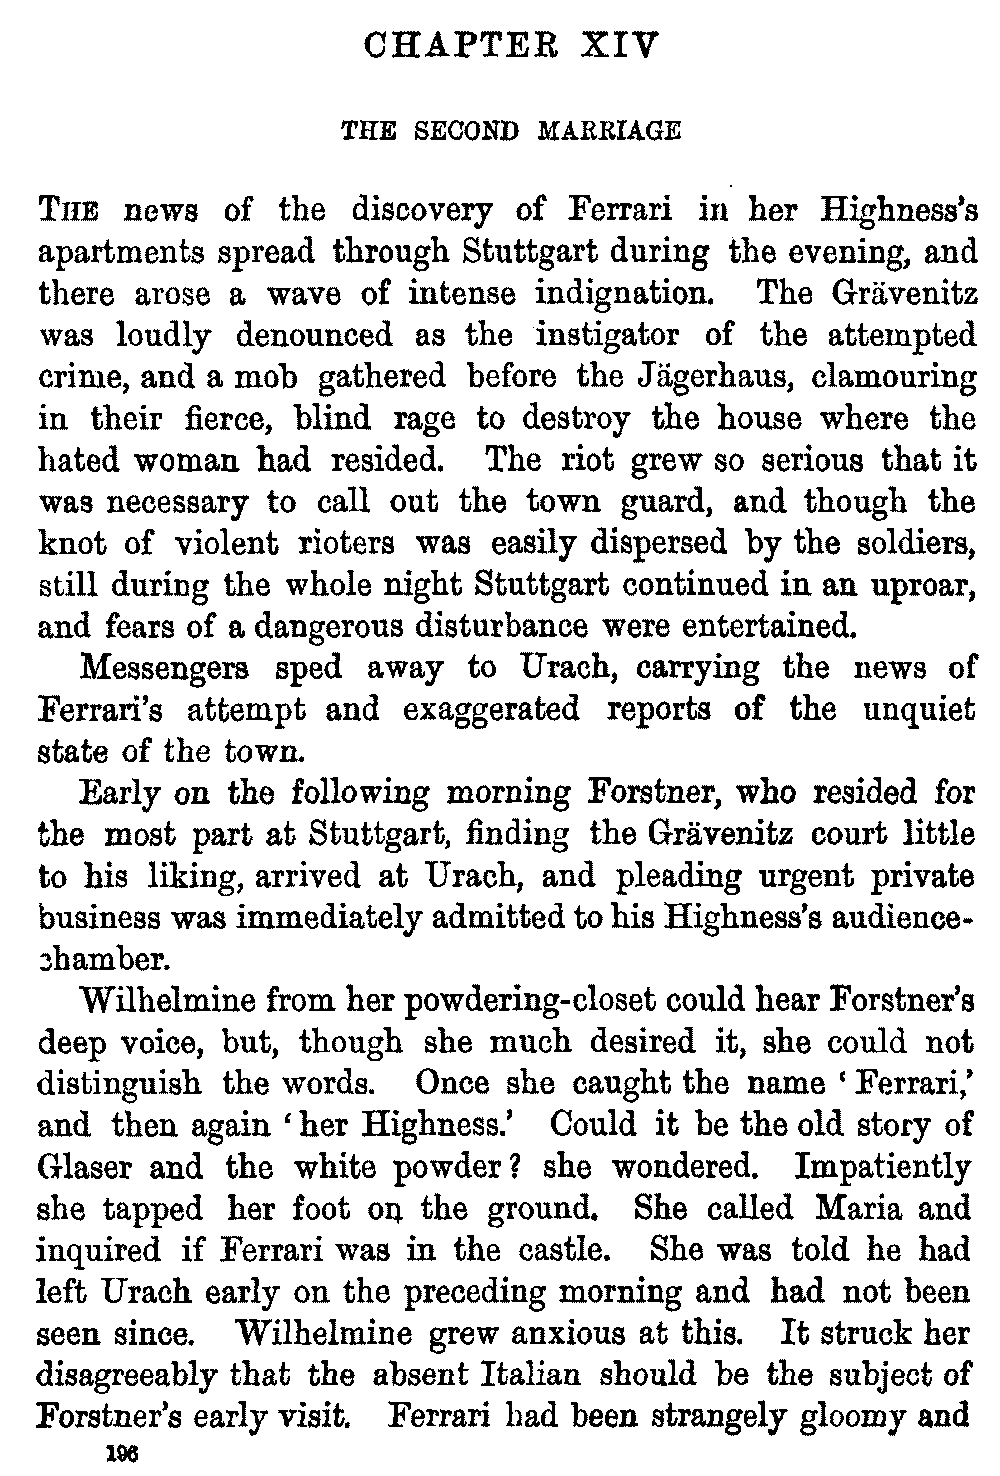 CHAPTER XIV
THE SECOND MARRIAGE
THE news of the discovery of Ferrari in her Highness's
apartments spread through Stuttgart during the evening, and
there arose a wave of intense indignation. The Grävenitz
was loudly denounced as the instigator of the attempted
crime, and a mob gathered before the Jägerhaus, clamouring
in their fierce, blind rage to destroy the house where the
hated woman had resided. The riot grew so serious that it
was necessary to call out the town guard, and though the
knot of violent rioters was easily dispersed by the soldiers,
still during the whole night Stuttgart continued in an uproar,
and fears of a dangerous disturbance were entertained.
Messengers sped away to Urach, carrying the news of
Ferrari's attempt and exaggerated reports of the unquiet
state of the town.
Early on the following morning Forstner, who resided for
the most part at Stuttgart, finding the Grävenitz court little
to his liking, arrived at Urach, and pleading urgent private
business was immediately admitted to his Highness's audience-
chamber.
Wilhelmine from her powdering-closet could hear Forstner's
deep voice, but, though she much desired it, she could not
distinguish the words. Once she caught the name ‘Ferrari,’
and then again ‘her Highness.’ Could it be the old story of
Glaser and the white powder? she wondered. Impatiently
she tapped her foot on the ground. She called Maria and
inquired if Ferrari was in the castle. She was told he had
left Urach early on the preceding morning and had not been
seen since. Wilhelmine grew anxious at this. It struck her
disagreeably that the absent Italian should be the subject of
Forstner's early visit. Ferrari had been strangely gloomy and
196